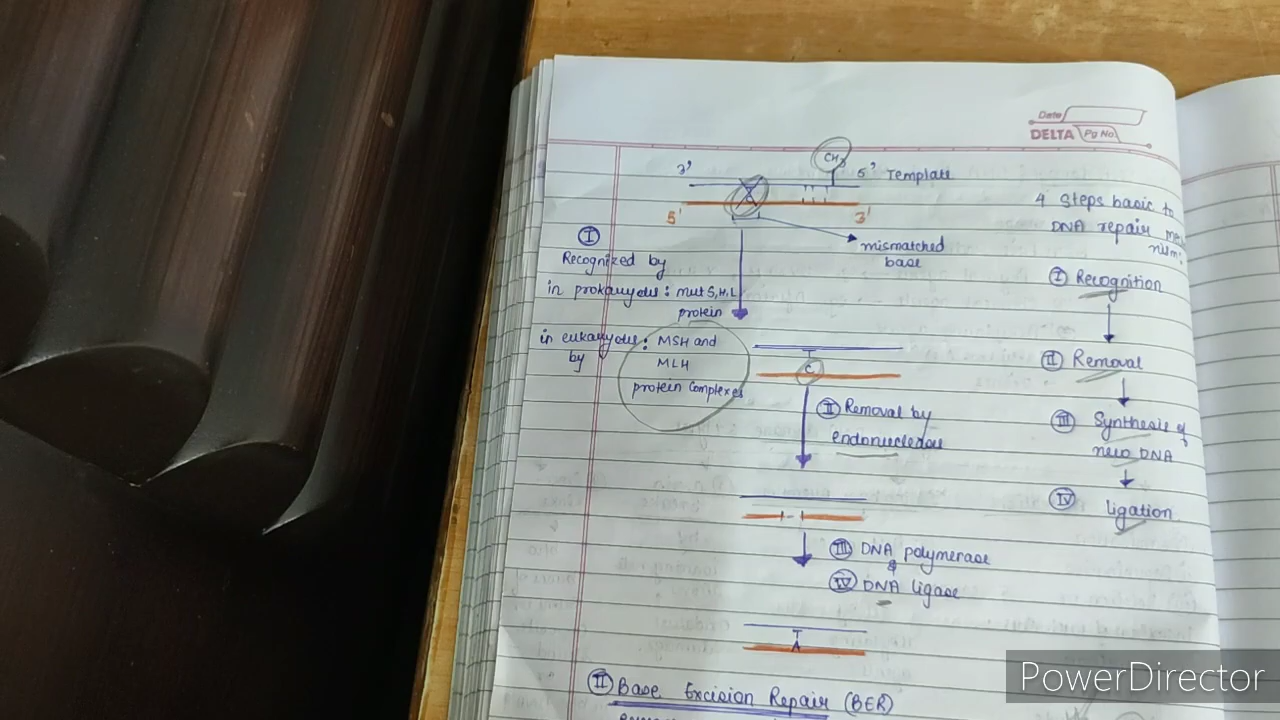 Date
DELTA Pg No.
CH3
3' 5' Template
5' 3'
mismatched
base
I
Recognized by
in prokaryotes: mut S, H, L
protein
in eukaryotes: MSH and
by MLH
protein complexes
T
C
II Removal by
endonuclease
III DNA polymerase
&
IV DNA ligase
T
A
4 Steps basic to
DNA repair
nism:
I Recognition
II Removal
III Synthesis of
new DNA
IV ligation
II Base Excision Repair (BER)
PowerDirector